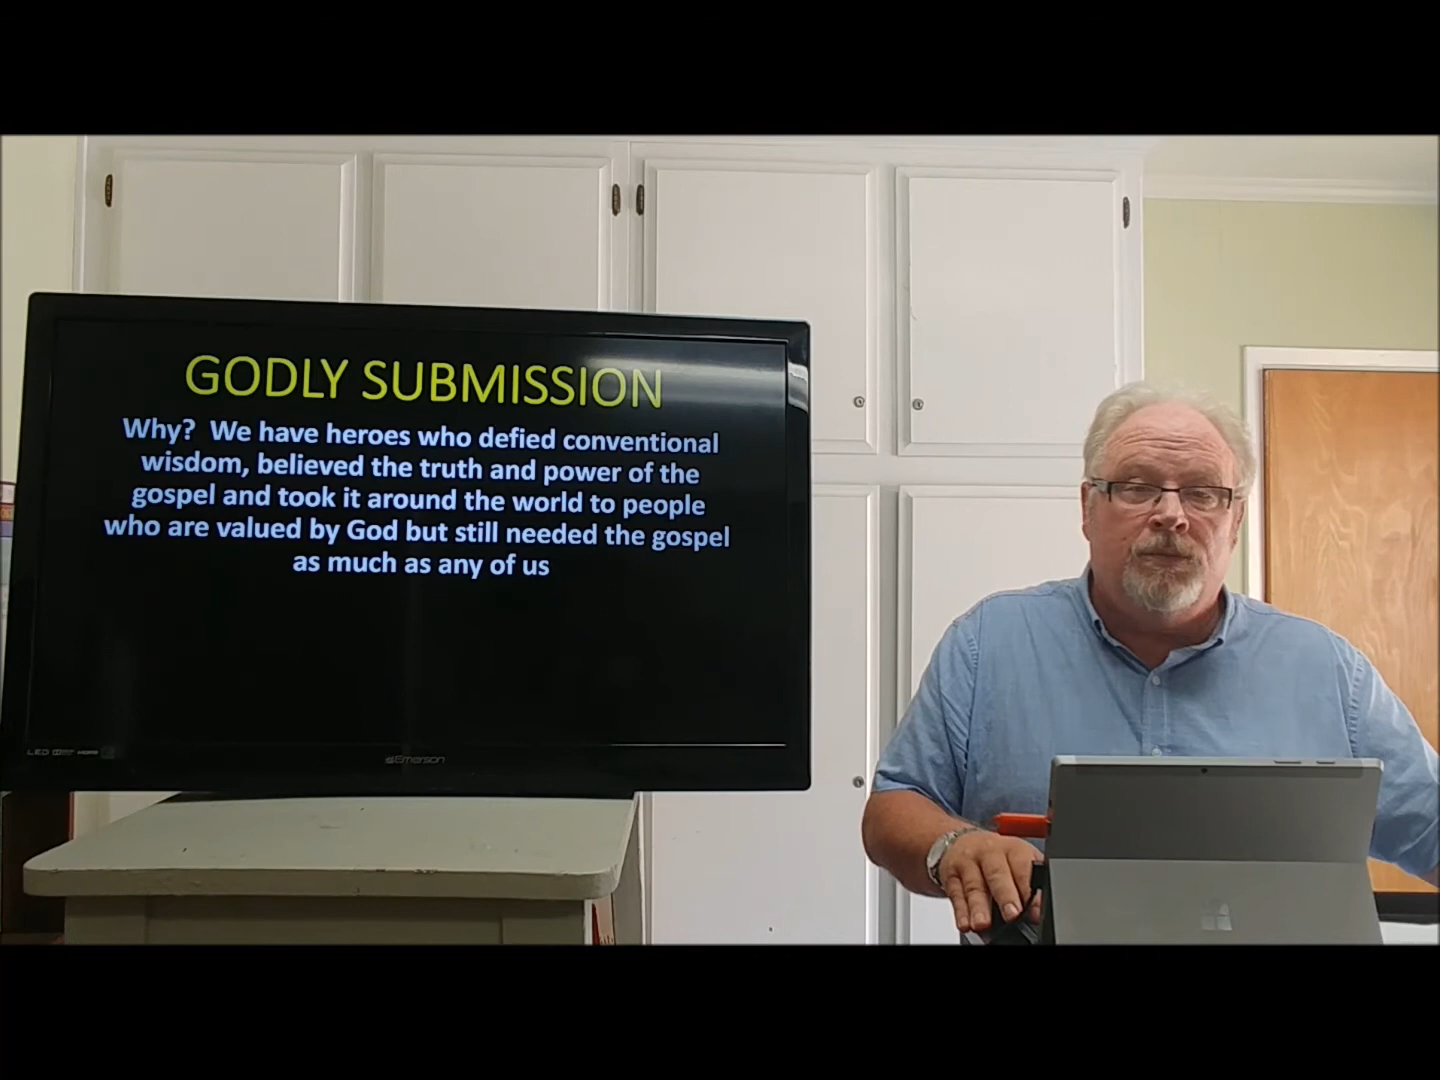 GODLY SUBMISSION
Why? We have heroes who defied conventional
wisdom, believed the truth and power of the
gospel and took it around the world to people
who are valued by God but still needed the gospel
as much as any of us
LED
Emerson